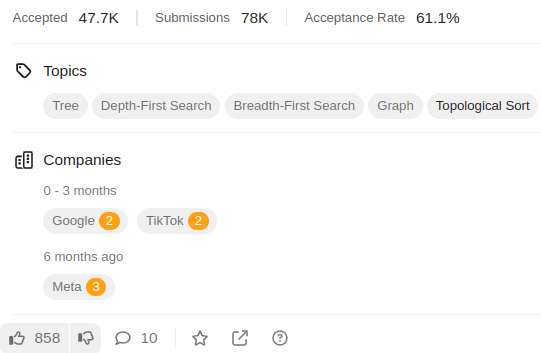 Accepted 47.7K Submissions 78K Acceptance Rate 61.1%
Topics
Tree Depth-First Search Breadth-First Search Graph Topological Sort
Companies
0 - 3 months
Google 2 TikTok 2
6 months ago
Meta 3
858 10